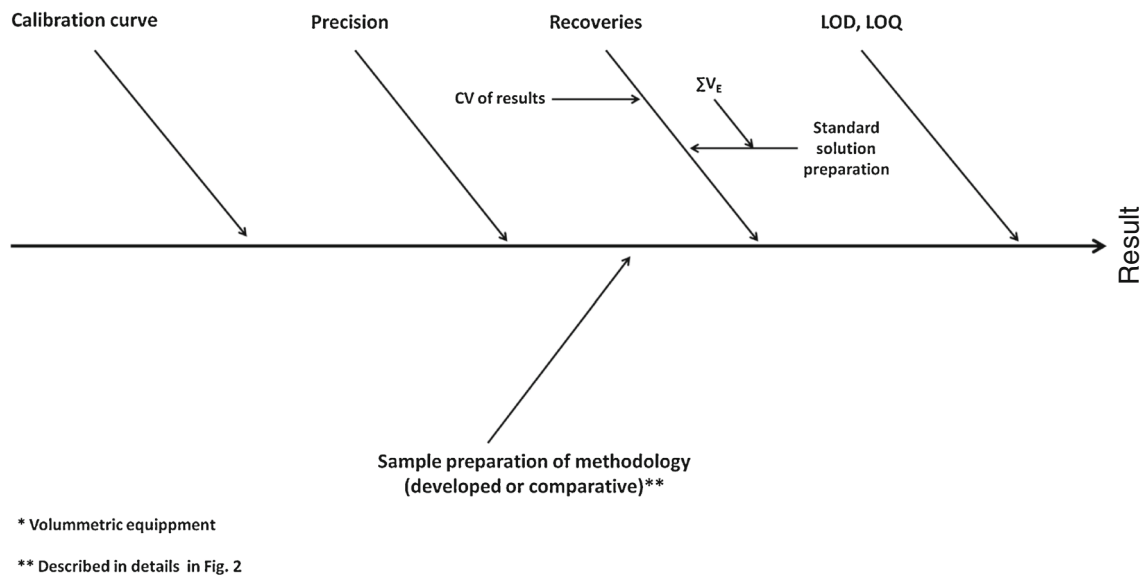 Calibration curve
Precision
Recoveries
LOD, LOQ
CV of results
∑VE
Standard
solution
preparation
Result
Sample preparation of methodology
(developed or comparative)**
* Volummetric equippment
** Described in details in Fig. 2